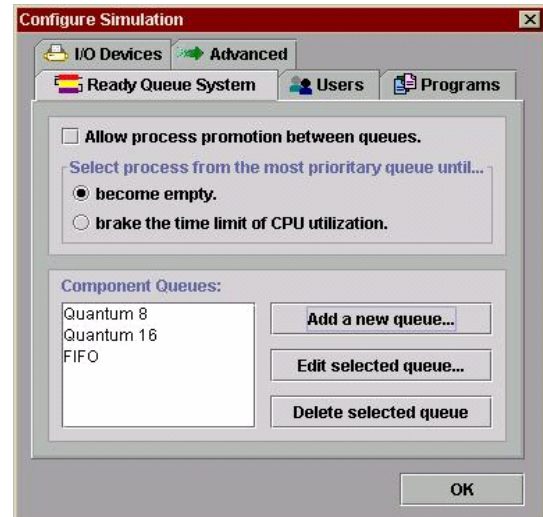 Configure Simulation
I/O Devices
Advanced
Ready Queue System
Users
Programs
Allow process promotion between queues.
Select process from the most prioritary queue until...
become empty.
brake the time limit of CPU utilization.
Component Queues:
Quantum 8
Quantum 16
FIFO
Add a new queue...
Edit selected queue...
Delete selected queue
OK